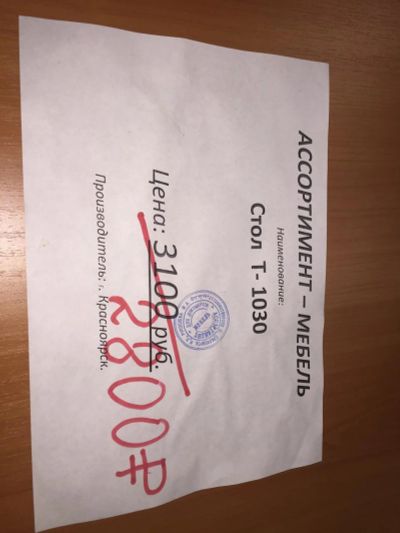 АССОРТИМЕНТ – МЕБЕЛЬ
Наименование:
Стол Т- 1030
Цена: 3100 руб.
2800₽
Производитель: г. Красноярск.